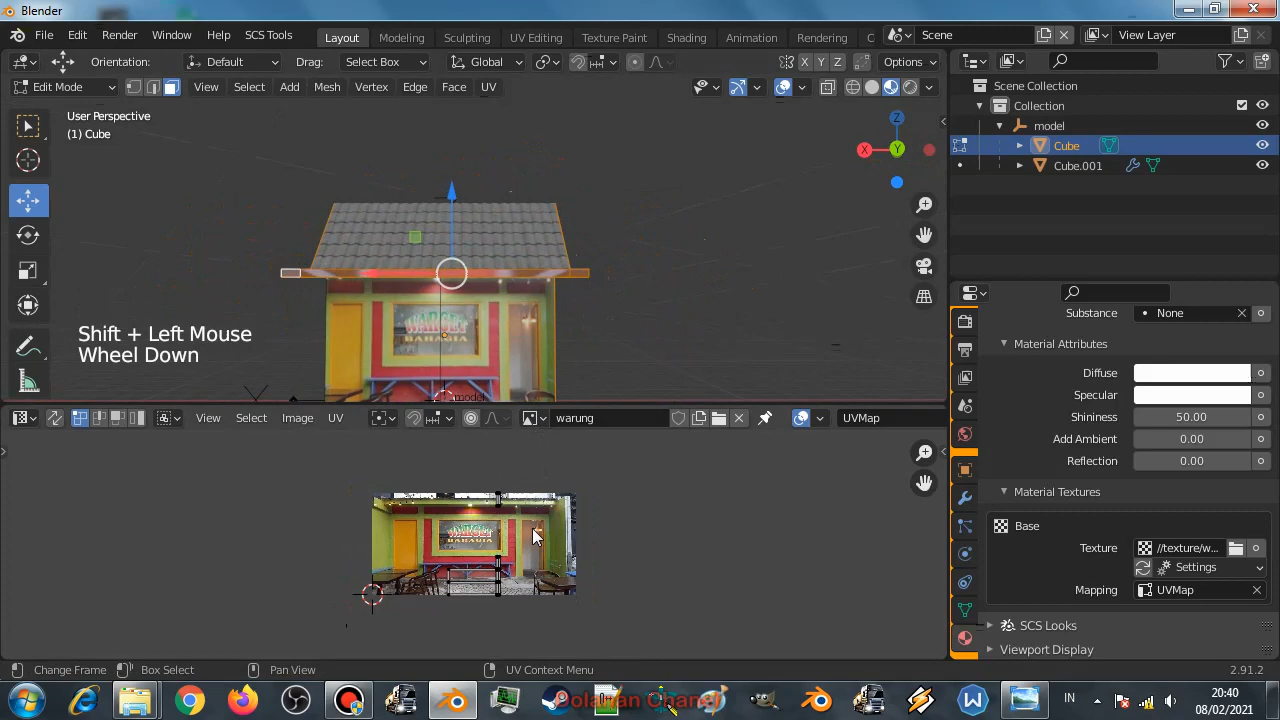 Blender
File Edit Render Window Help SCS Tools
Layout Modeling Sculpting UV Editing Texture Paint Shading Animation Rendering C
Scene View Layer
Orientation: Default Drag: Select Box Global X Y Z Options
Edit Mode View Select Add Mesh Vertex Edge Face UV
User Perspective
(1) Cube
Z
X Y
WARGET
BAHAGIA
Shift + Left Mouse
Wheel Down
model
View Select Image UV warung UVMap
WARGET
BAHAGIA
Scene Collection
Collection
model
Cube
Cube.001
Substance: None
Material Attributes
Diffuse:
Specular:
Shininess: 50.00
Add Ambient: 0.00
Reflection: 0.00
Material Textures
Base
Texture: //texture/w...
Settings
Mapping: UVMap
SCS Looks
Viewport Display
Change Frame Box Select Pan View UV Context Menu 2.91.2
IN
20:40
08/02/2021